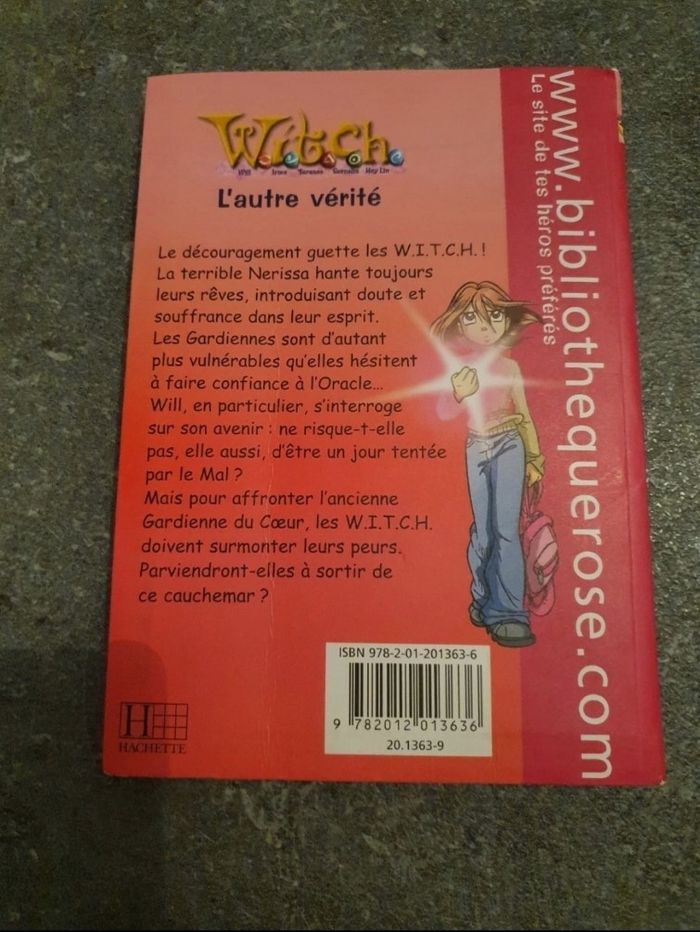 W.i.t.c.h.
Will Irma Taranee Cornelia Hay Lin
L'autre vérité
Le découragement guette les W.I.T.C.H. !
La terrible Nerissa hante toujours
leurs rêves, introduisant doute et
souffrance dans leur esprit.
Les Gardiennes sont d'autant
plus vulnérables qu'elles hésitent
à faire confiance à l'Oracle...
Will, en particulier, s'interroge
sur son avenir : ne risque-t-elle
pas, elle aussi, d'être un jour tentée
par le Mal ?
Mais pour affronter l'ancienne
Gardienne du Cœur, les W.I.T.C.H.
doivent surmonter leurs peurs.
Parviendront-elles à sortir de
ce cauchemar ?
www.bibliothequerose.com
Le site de tes héros préférés
H
HACHETTE
ISBN 978-2-01-201363-6
9 782012 013636
20.1363-9